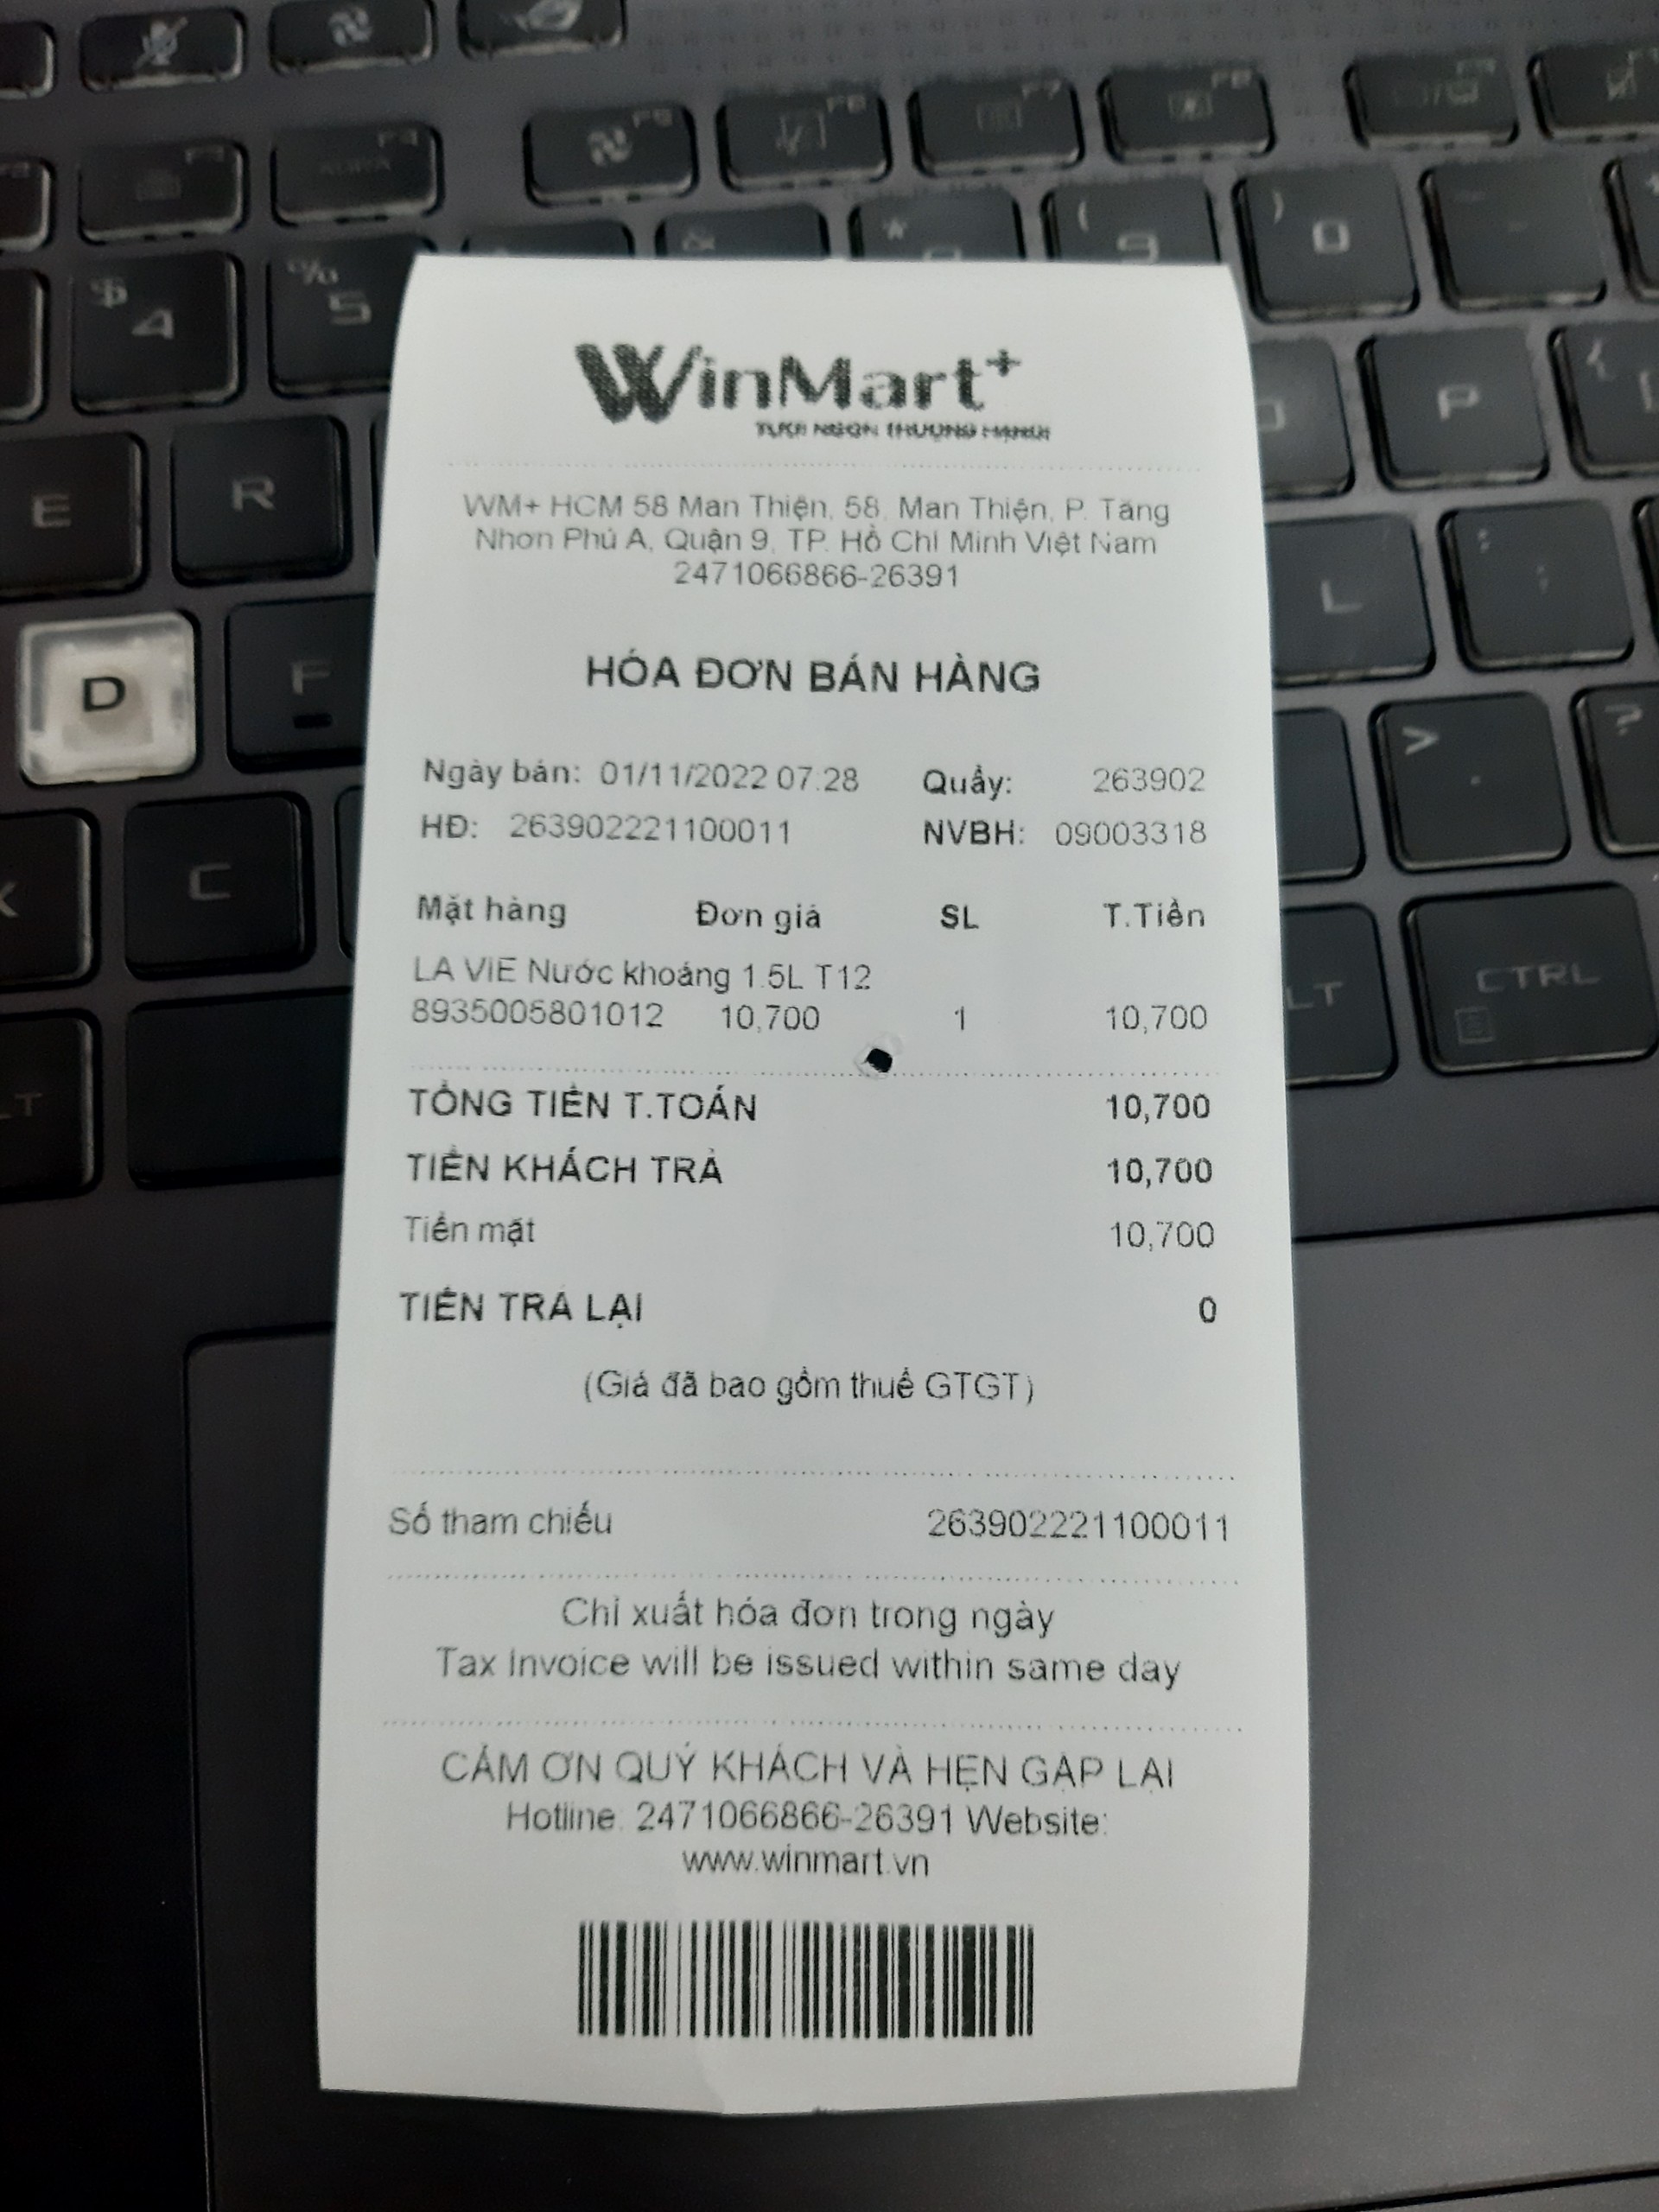 WinMart+
WM+ HCM 58 Man Thiện, 58, Man Thiện, P. Tăng
Nhơn Phú A, Quận 9, TP. Hồ Chí Minh Việt Nam
2471066866-26391
HÓA ĐƠN BÁN HÀNG
Ngày bán: 01/11/2022 07:28 Quầy: 263902
HĐ: 263902221100011 NVBH: 09003318
Mặt hàng Đơn giá SL T.Tiền
LA VIE Nước khoáng 1.5L T12
8935005801012 10,700 1 10,700
TỔNG TIỀN T.TOÁN 10,700
TIỀN KHÁCH TRẢ 10,700
Tiền mặt 10,700
TIỀN TRẢ LẠI 0
(Giá đã bao gồm thuế GTGT)
Số tham chiếu 263902221100011
Chỉ xuất hóa đơn trong ngày
Tax Invoice will be issued within same day
CẢM ƠN QUÝ KHÁCH VÀ HẸN GẶP LẠI
Hotline: 2471066866-26391 Website:
www.winmart.vn
$ 4
% 5
&
*
( 9
) 0
E
R
P
D
F
L
: ;
C
>
.
?
CTRL